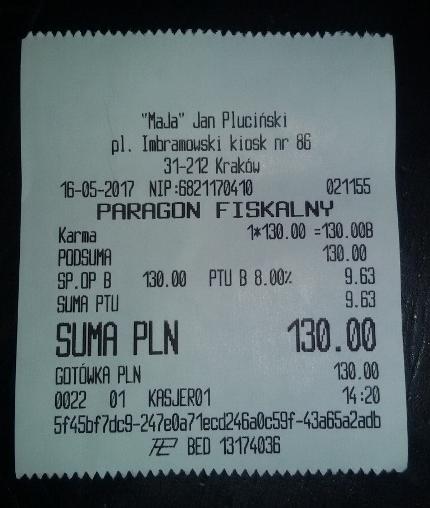 "MaJa" Jan Pluciński
pl. Imbramowski kiosk nr 86
31-212 Kraków
16-05-2017 NIP:6821170410 021155
PARAGON FISKALNY
Karma 1*130.00 =130.00B
PODSUMA 130.00
SP.OP B 130.00 PTU B 8.00% 9.63
SUMA PTU 9.63
SUMA PLN 130.00
GOTÓWKA PLN 130.00
0022 01 KASJER01 14:20
5f45bf7dc9-247e0a71ecd246a0c59f-43a65a2adb
BED 13174036